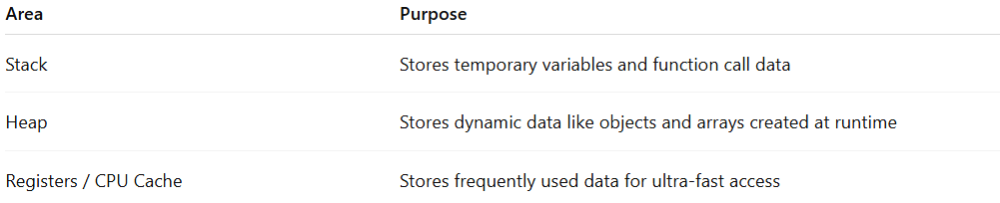 Area Purpose
Stack Stores temporary variables and function call data
Heap Stores dynamic data like objects and arrays created at runtime
Registers / CPU Cache Stores frequently used data for ultra-fast access